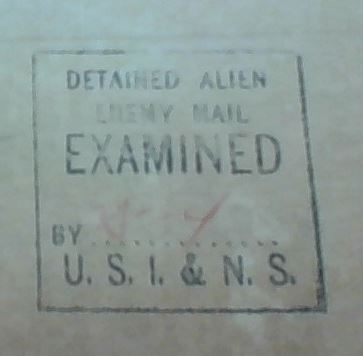 DETAINED ALIEN
ENEMY MAIL
EXAMINED
BY..............
U. S. I. & N. S.